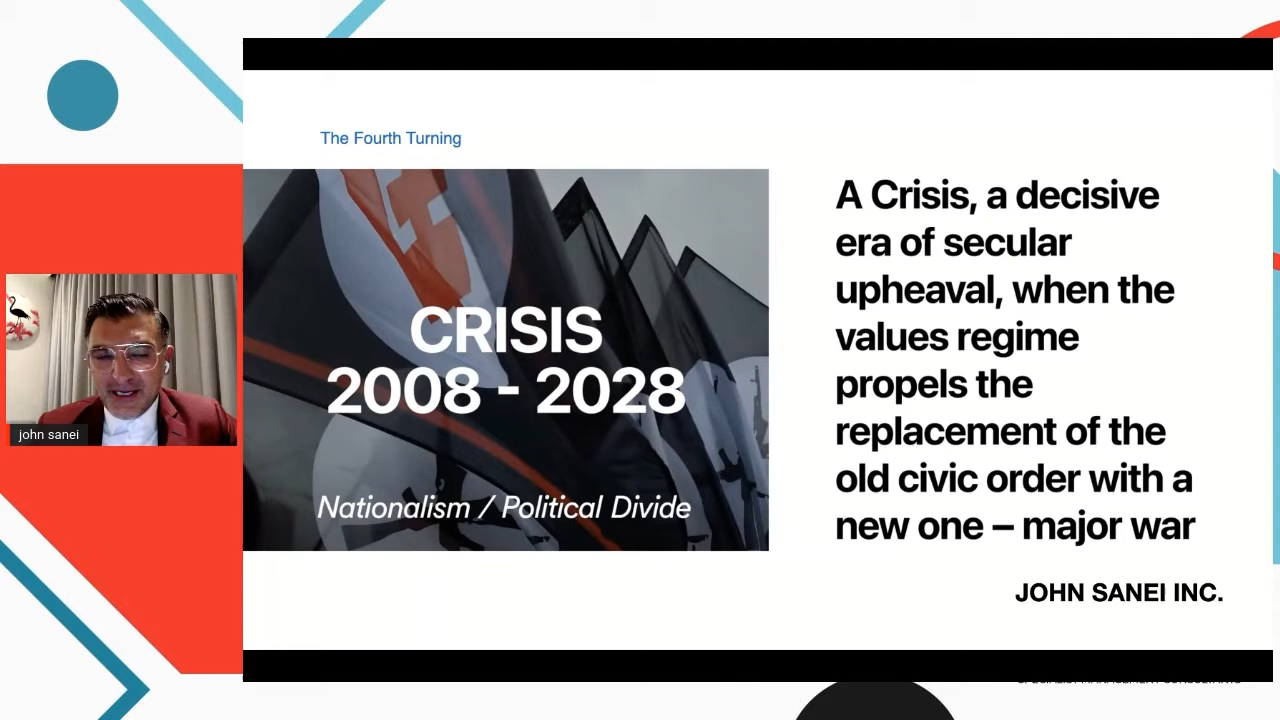 The Fourth Turning
CRISIS
2008 - 2028
Nationalism / Political Divide
A Crisis, a decisive
era of secular
upheaval, when the
values regime
propels the
replacement of the
old civic order with a
new one – major war
JOHN SANEI INC.
john sanei